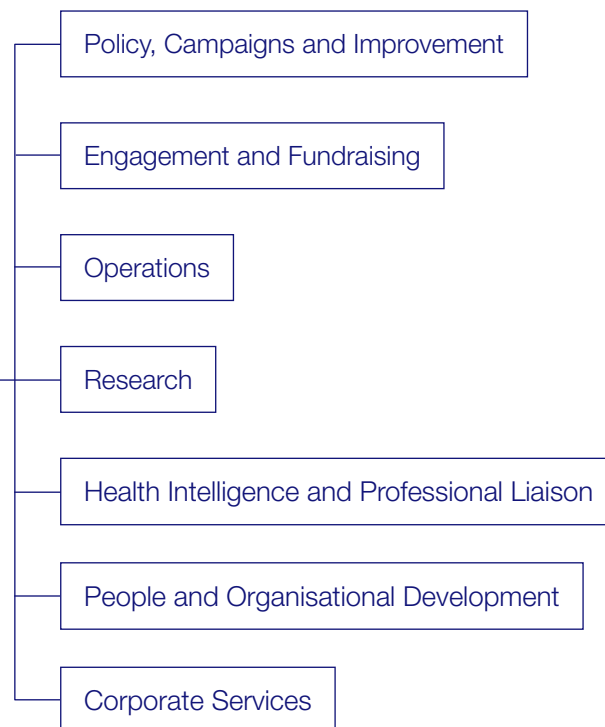 Policy, Campaigns and Improvement
Engagement and Fundraising
Operations
Research
Health Intelligence and Professional Liaison
People and Organisational Development
Corporate Services